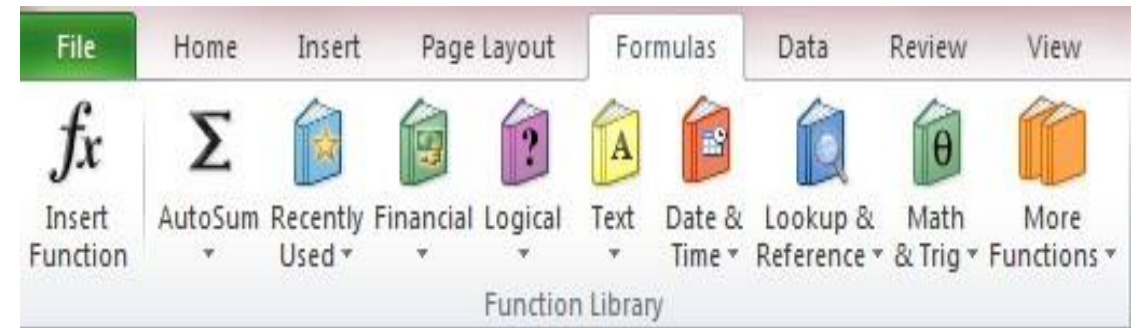 File Home Insert Page Layout Formulas Data Review View
fx Σ ? A θ
Insert AutoSum Recently Financial Logical Text Date & Lookup & Math More
Function Used Time Reference & Trig Functions
Function Library